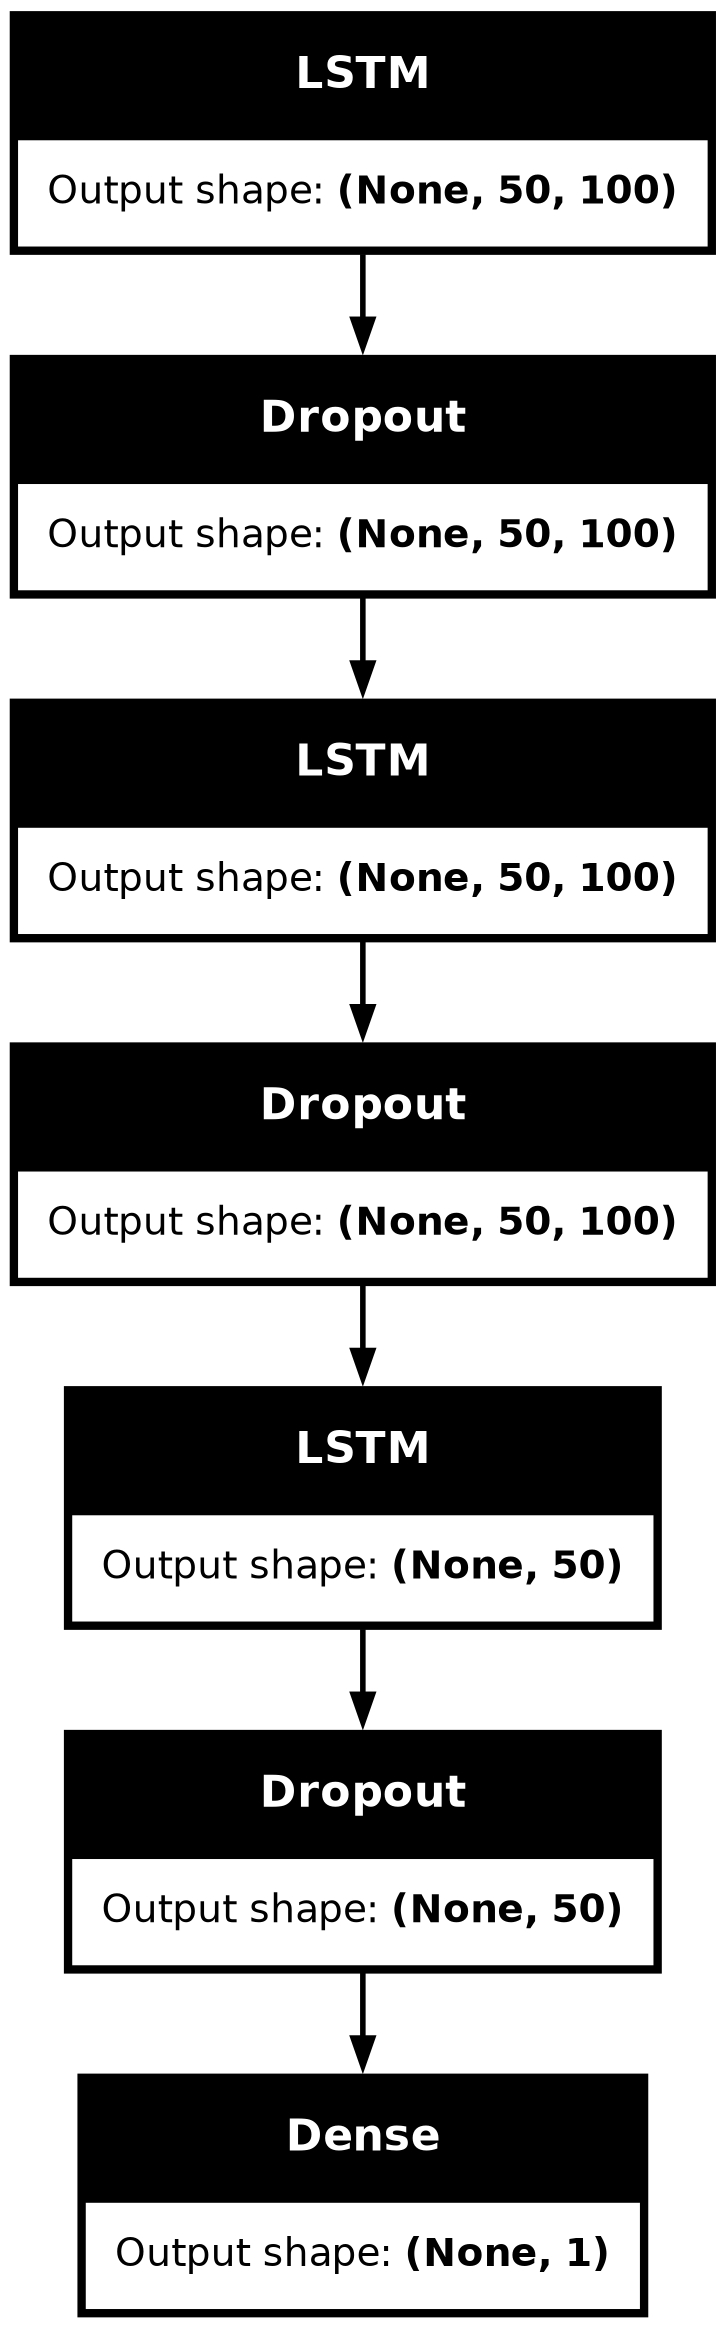 LSTM
Output shape: (None, 50, 100)
Dropout
Output shape: (None, 50, 100)
LSTM
Output shape: (None, 50, 100)
Dropout
Output shape: (None, 50, 100)
LSTM
Output shape: (None, 50)
Dropout
Output shape: (None, 50)
Dense
Output shape: (None, 1)